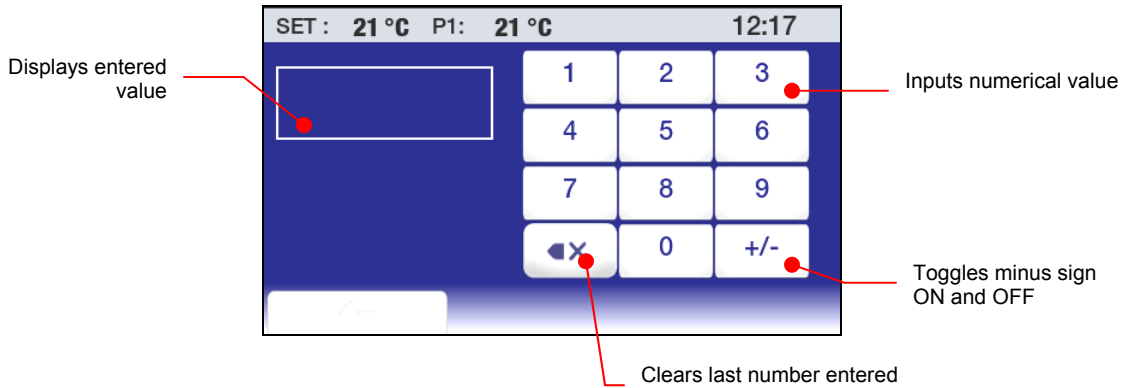 SET : 21 °C P1: 21 °C 12:17
Displays entered
value
1 2 3
Inputs numerical value
4 5 6
7 8 9
0 +/-
Toggles minus sign
ON and OFF
Clears last number entered